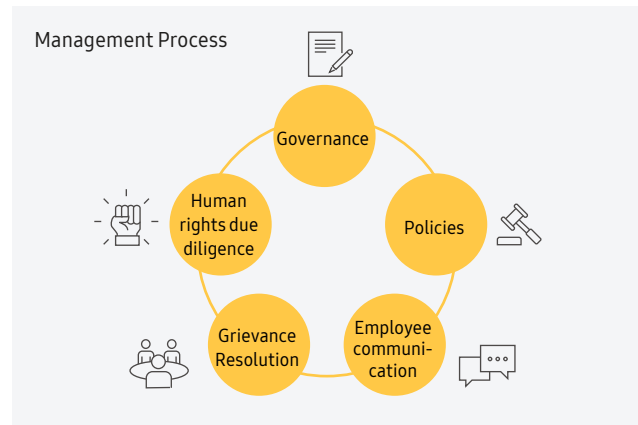 Management Process
Governance
Human
rights due
diligence
Policies
Grievance
Resolution
Employee
communi-
cation